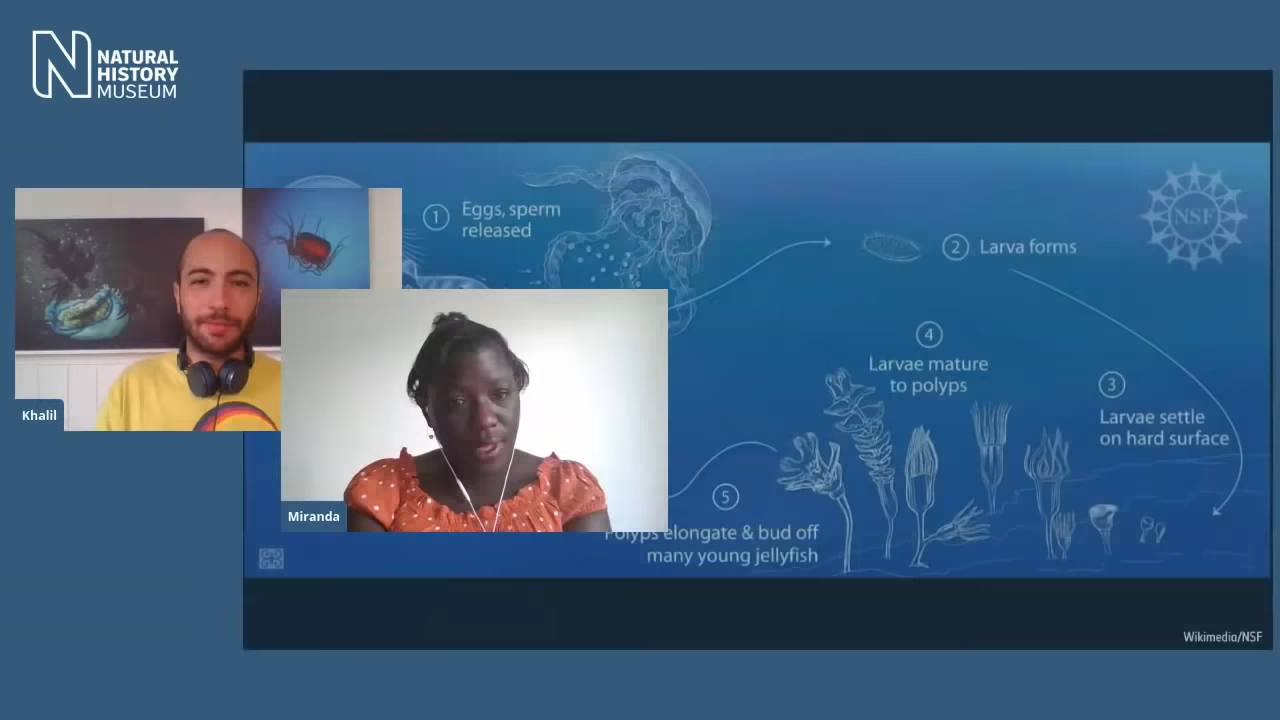 NATURAL
HISTORY
MUSEUM
1
Eggs, sperm
released
2
Larva forms
NSF
3
Larvae settle
on hard surface
4
Larvae mature
to polyps
5
Polyps elongate & bud off
many young jellyfish
Khalil
Miranda
Wikimedia/NSF